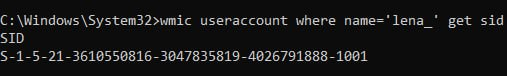 C:\Windows\System32>wmic useraccount where name='lena_' get sid
SID
S-1-5-21-3610550816-3047835819-4026791888-1001